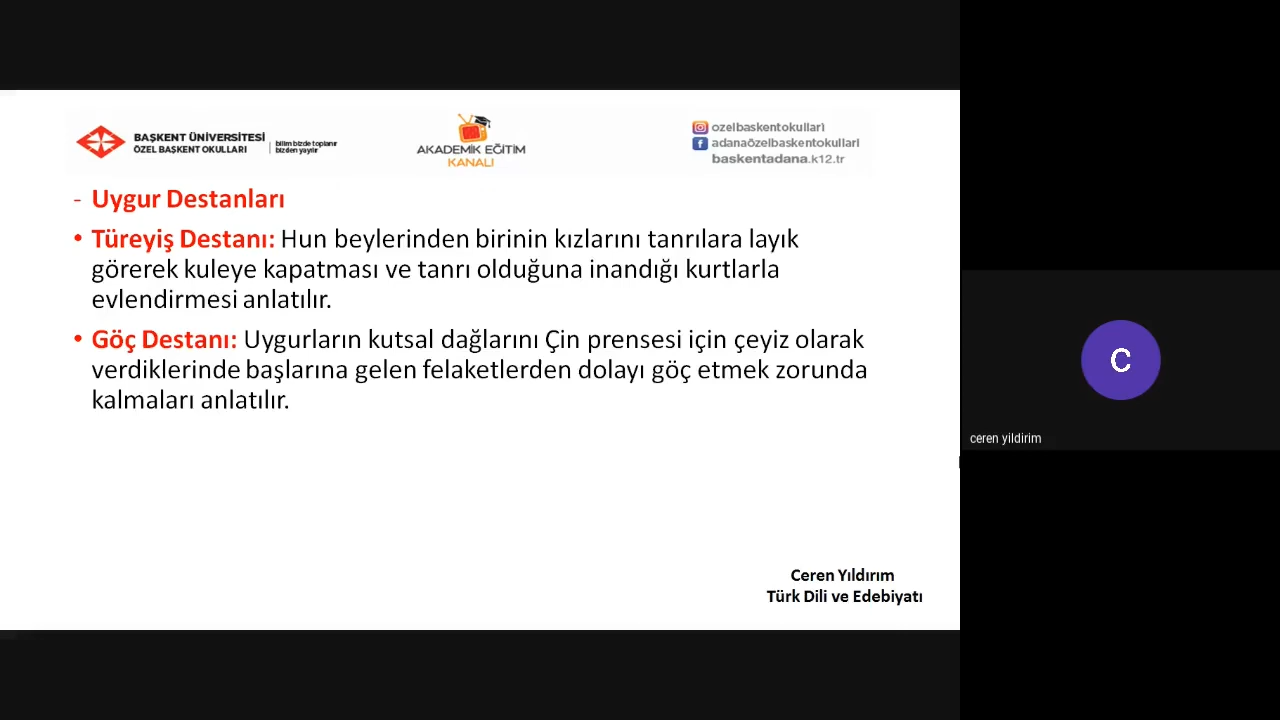 BAŞKENT ÜNİVERSİTESİ
ÖZEL BAŞKENT OKULLARI
bilim bizde toplanır
bizden yayılır
AKADEMİK EĞİTİM
KANALI
ozelbaskentokullari
adanaözelbaskentokullari
baskentadana.k12.tr
- Uygur Destanları
• Türeyiş Destanı: Hun beylerinden birinin kızlarını tanrılara layık
görerek kuleye kapatması ve tanrı olduğuna inandığı kurtlarla
evlendirmesi anlatılır.
• Göç Destanı: Uygurların kutsal dağlarını Çin prensesi için çeyiz olarak
verdiklerinde başlarına gelen felaketlerden dolayı göç etmek zorunda
kalmaları anlatılır.
Ceren Yıldırım
Türk Dili ve Edebiyatı
C
ceren yildirim